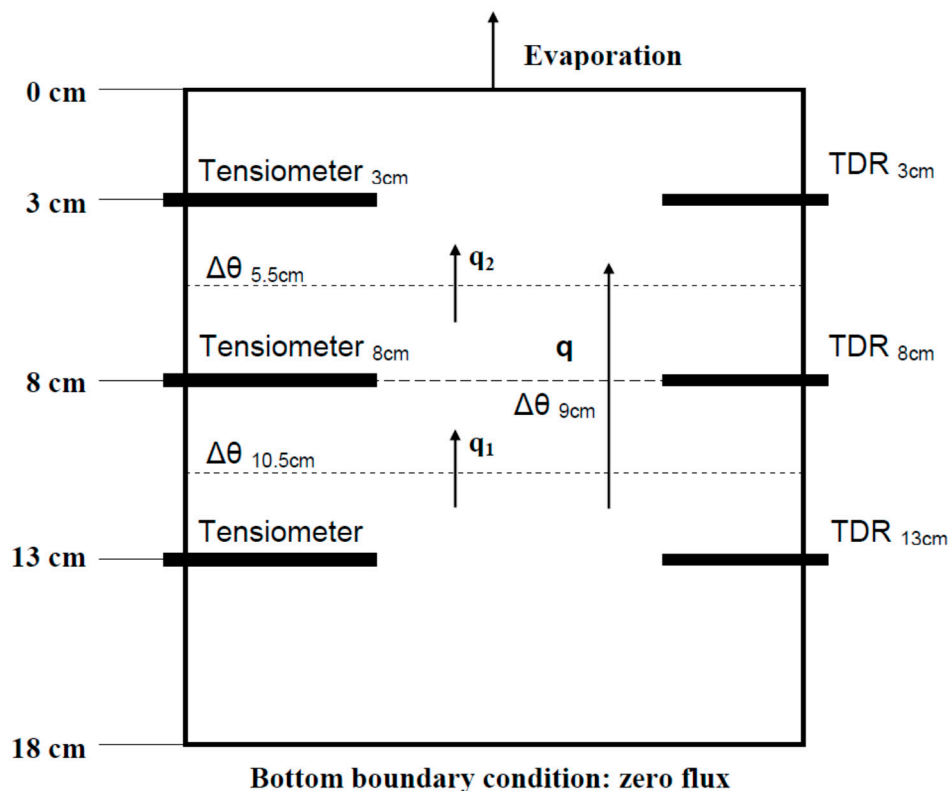 Evaporation
0 cm
Tensiometer 3cm
TDR 3cm
3 cm
Δθ 5.5cm
q2
Tensiometer 8cm
q
TDR 8cm
8 cm
Δθ 9cm
Δθ 10.5cm
q1
Tensiometer
TDR 13cm
13 cm
18 cm
Bottom boundary condition: zero flux